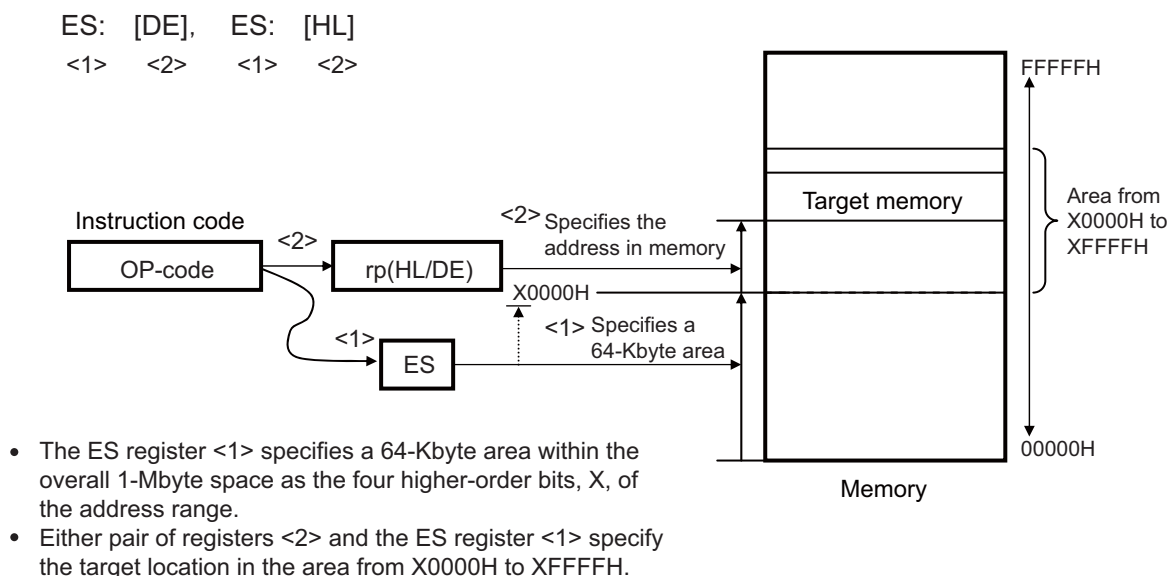 ES: [DE], ES: [HL]
<1> <2> <1> <2>
FFFFFH
Target memory
Area from
X0000H to
XFFFFH
Instruction code
<2>
OP-code
rp(HL/DE)
<2> Specifies the
address in memory
X0000H
<1>
ES
<1> Specifies a
64-Kbyte area
00000H
Memory
• The ES register <1> specifies a 64-Kbyte area within the
overall 1-Mbyte space as the four higher-order bits, X, of
the address range.
• Either pair of registers <2> and the ES register <1> specify
the target location in the area from X0000H to XFFFFH.